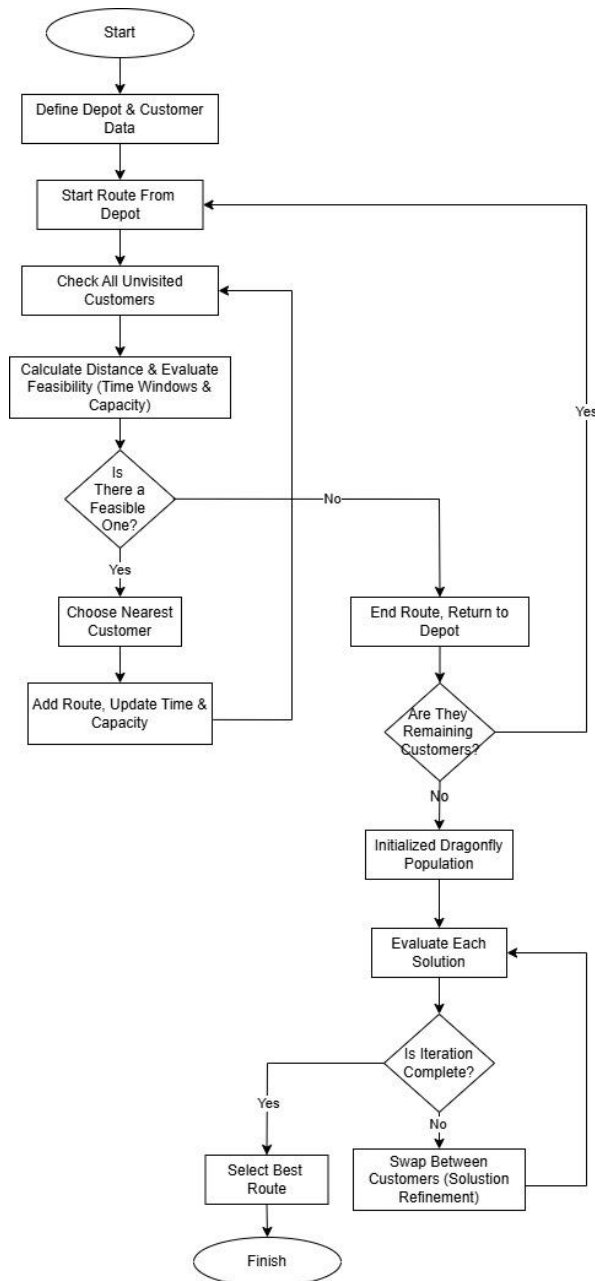 Start
Define Depot & Customer
Data
Start Route From
Depot
Check All Unvisited
Customers
Calculate Distance & Evaluate
Feasibility (Time Windows &
Capacity)
Yes
Is
There a
Feasible
One?
No
Yes
Choose Nearest
Customer
End Route, Return to
Depot
Add Route, Update Time &
Capacity
Are They
Remaining
Customers?
No
Initialized Dragonfly
Population
Evaluate Each
Solution
Is Iteration
Complete?
Yes
No
Select Best
Route
Swap Between
Customers (Solustion
Refinement)
Finish